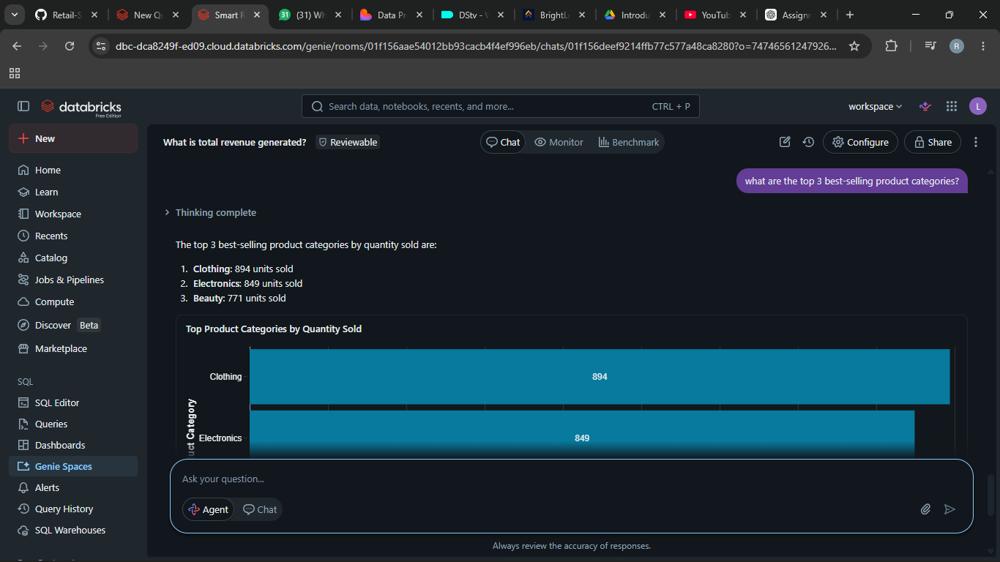 Retail-S
New Q
Smart R
(31) Wh
Data Pr
DStv - V
BrightL
Introdu
YouTub
Assignr
dbc-dca8249f-ed09.cloud.databricks.com/genie/rooms/01f156aae54012bb93cacb4f4ef996eb/chats/01f156deef9214ffb77c577a48ca8280?o=74746561247926...
R
databricks
Free Edition
Search data, notebooks, recents, and more...
CTRL + P
workspace
L
New
What is total revenue generated?
Reviewable
Chat
Monitor
Benchmark
Configure
Share
Home
Learn
Workspace
Recents
Catalog
Jobs & Pipelines
Compute
Discover Beta
Marketplace
SQL
SQL Editor
Queries
Dashboards
Genie Spaces
Alerts
Query History
SQL Warehouses
what are the top 3 best-selling product categories?
Thinking complete
The top 3 best-selling product categories by quantity sold are:
1. Clothing: 894 units sold
2. Electronics: 849 units sold
3. Beauty: 771 units sold
Top Product Categories by Quantity Sold
uct Category
Clothing
894
Electronics
849
Ask your question...
Agent
Chat
Always review the accuracy of responses.